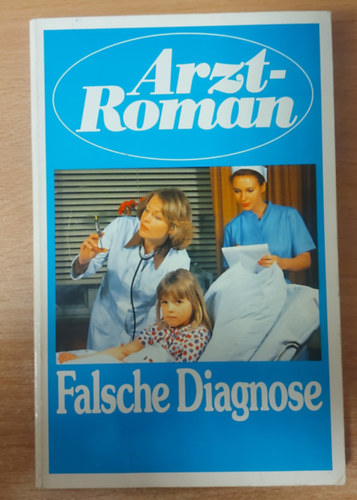 Arzt-
Roman
Falsche Diagnose